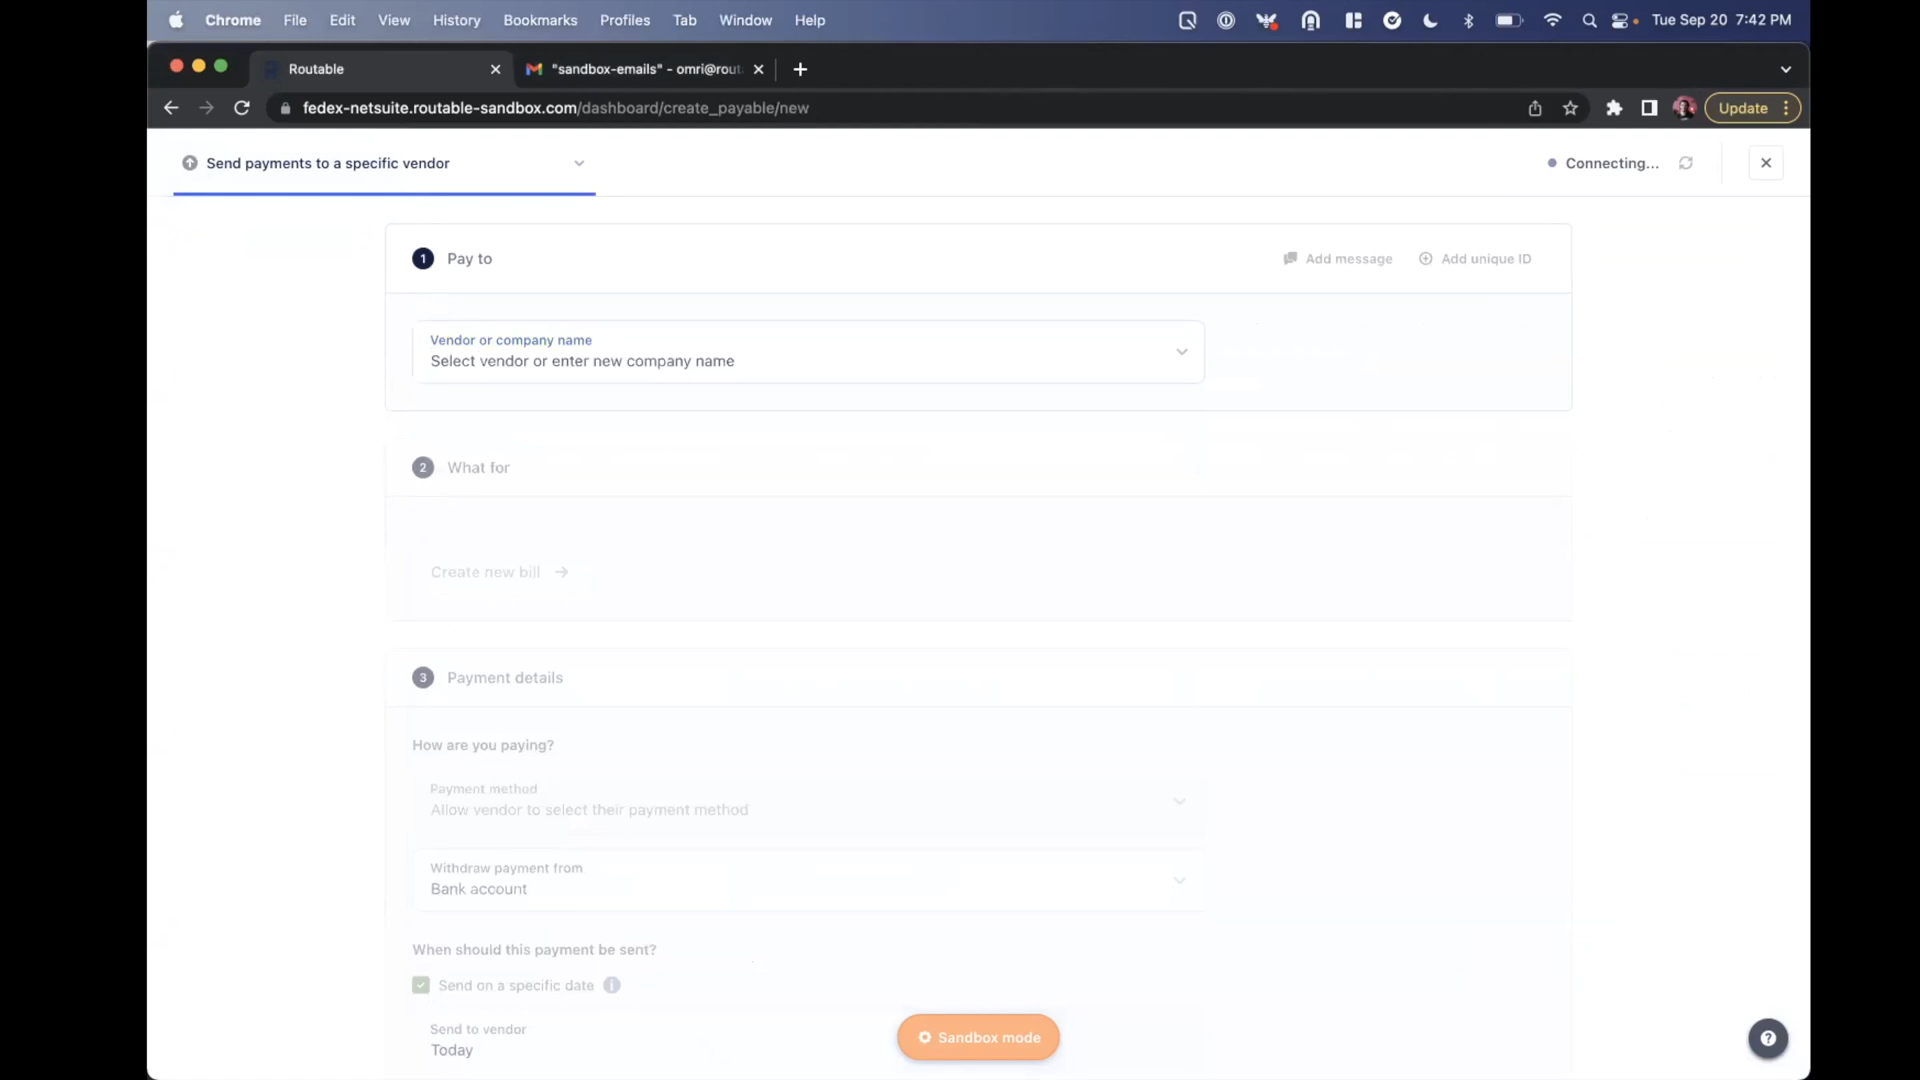 Chrome File Edit View History Bookmarks Profiles Tab Window Help Tue Sep 20 7:42 PM
Routable "sandbox-emails" - omri@rout
fedex-netsuite.routable-sandbox.com/dashboard/create_payable/new Update
Send payments to a specific vendor Connecting...
1 Pay to Add message Add unique ID
Vendor or company name
Select vendor or enter new company name
2 What for
Create new bill →
3 Payment details
How are you paying?
Payment method
Allow vendor to select their payment method
Withdraw payment from
Bank account
When should this payment be sent?
Send on a specific date
Send to vendor
Today
Sandbox mode